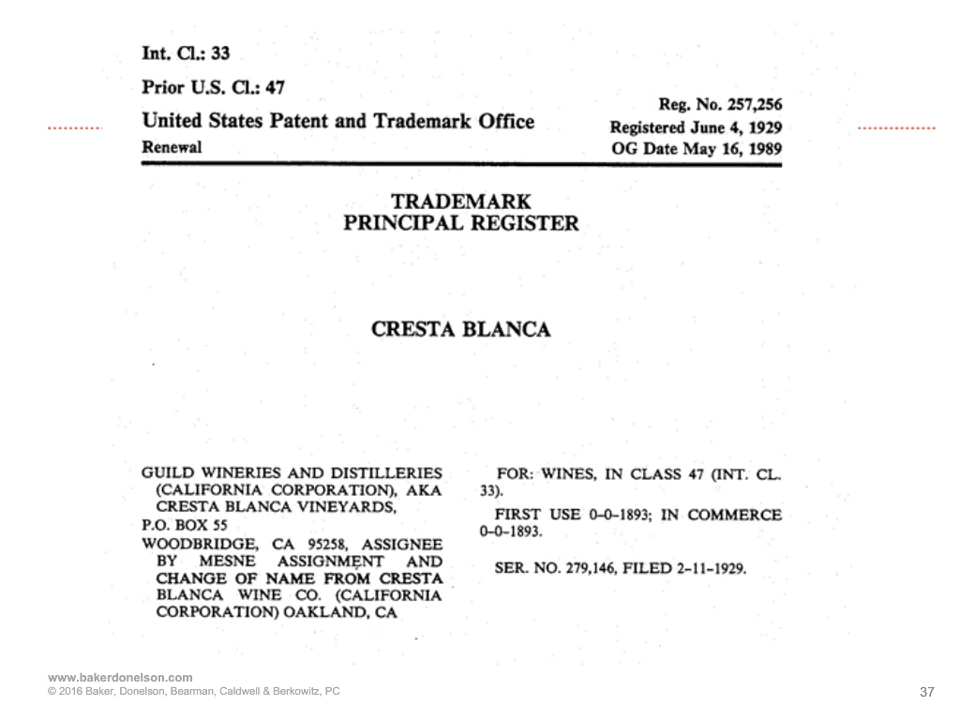 Int. Cl.: 33
Prior U.S. Cl.: 47
United States Patent and Trademark Office
Renewal
Reg. No. 257,256
Registered June 4, 1929
OG Date May 16, 1989
TRADEMARK
PRINCIPAL REGISTER
CRESTA BLANCA
GUILD WINERIES AND DISTILLERIES
(CALIFORNIA CORPORATION), AKA
CRESTA BLANCA VINEYARDS,
P.O. BOX 55
WOODBRIDGE, CA 95258, ASSIGNEE
BY MESNE ASSIGNMENT AND
CHANGE OF NAME FROM CRESTA
BLANCA WINE CO. (CALIFORNIA
CORPORATION) OAKLAND, CA
FOR: WINES, IN CLASS 47 (INT. CL.
33).
FIRST USE 0-0-1893; IN COMMERCE
0-0-1893.
SER. NO. 279,146, FILED 2-11-1929.
www.bakerdonelson.com
© 2016 Baker, Donelson, Bearman, Caldwell & Berkowitz, PC
37